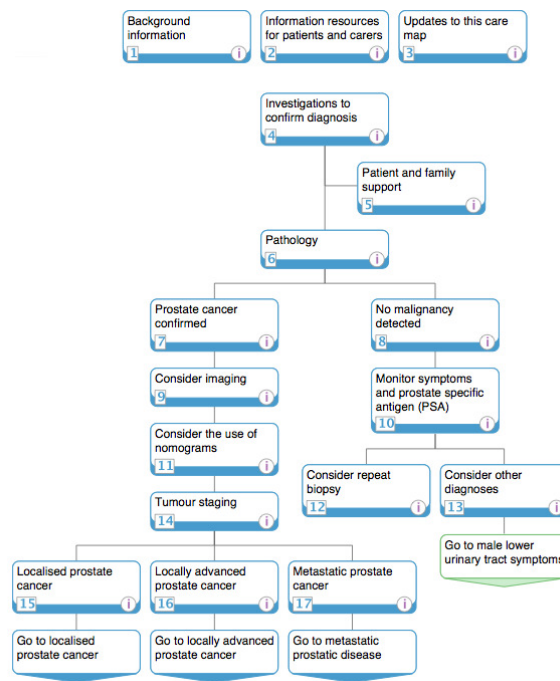 Background
information
1
i
Information resources
for patients and carers
2
i
Updates to this care
map
3
i
Investigations to
confirm diagnosis
4
i
Patient and family
support
5
i
Pathology
6
i
Prostate cancer
confirmed
7
i
No malignancy
detected
8
i
Consider imaging
9
i
Monitor symptoms
and prostate specific
antigen (PSA)
10
i
Consider the use of
nomograms
11
i
Consider repeat
biopsy
12
i
Consider other
diagnoses
13
i
Tumour staging
14
i
Go to male lower
urinary tract symptoms
Localised prostate
cancer
15
i
Locally advanced
prostate cancer
16
i
Metastatic prostate
cancer
17
i
Go to localised
prostate cancer
Go to locally advanced
prostate cancer
Go to metastatic
prostatic disease